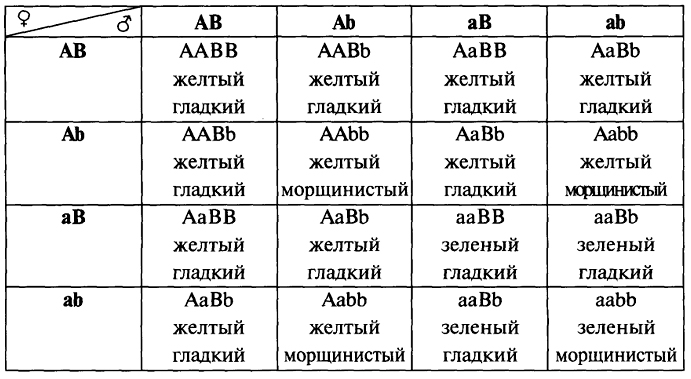 ♀ ♂ AB Ab aB ab
AB AABB AABb AaBB AaBb
желтый желтый желтый желтый
гладкий гладкий гладкий гладкий
Ab AABb AAbb AaBb Aabb
желтый желтый желтый желтый
гладкий морщинистый гладкий морщинистый
aB AaBB AaBb aaBB aaBb
желтый желтый зеленый зеленый
гладкий гладкий гладкий гладкий
ab AaBb Aabb aaBb aabb
желтый желтый зеленый зеленый
гладкий морщинистый гладкий морщинистый